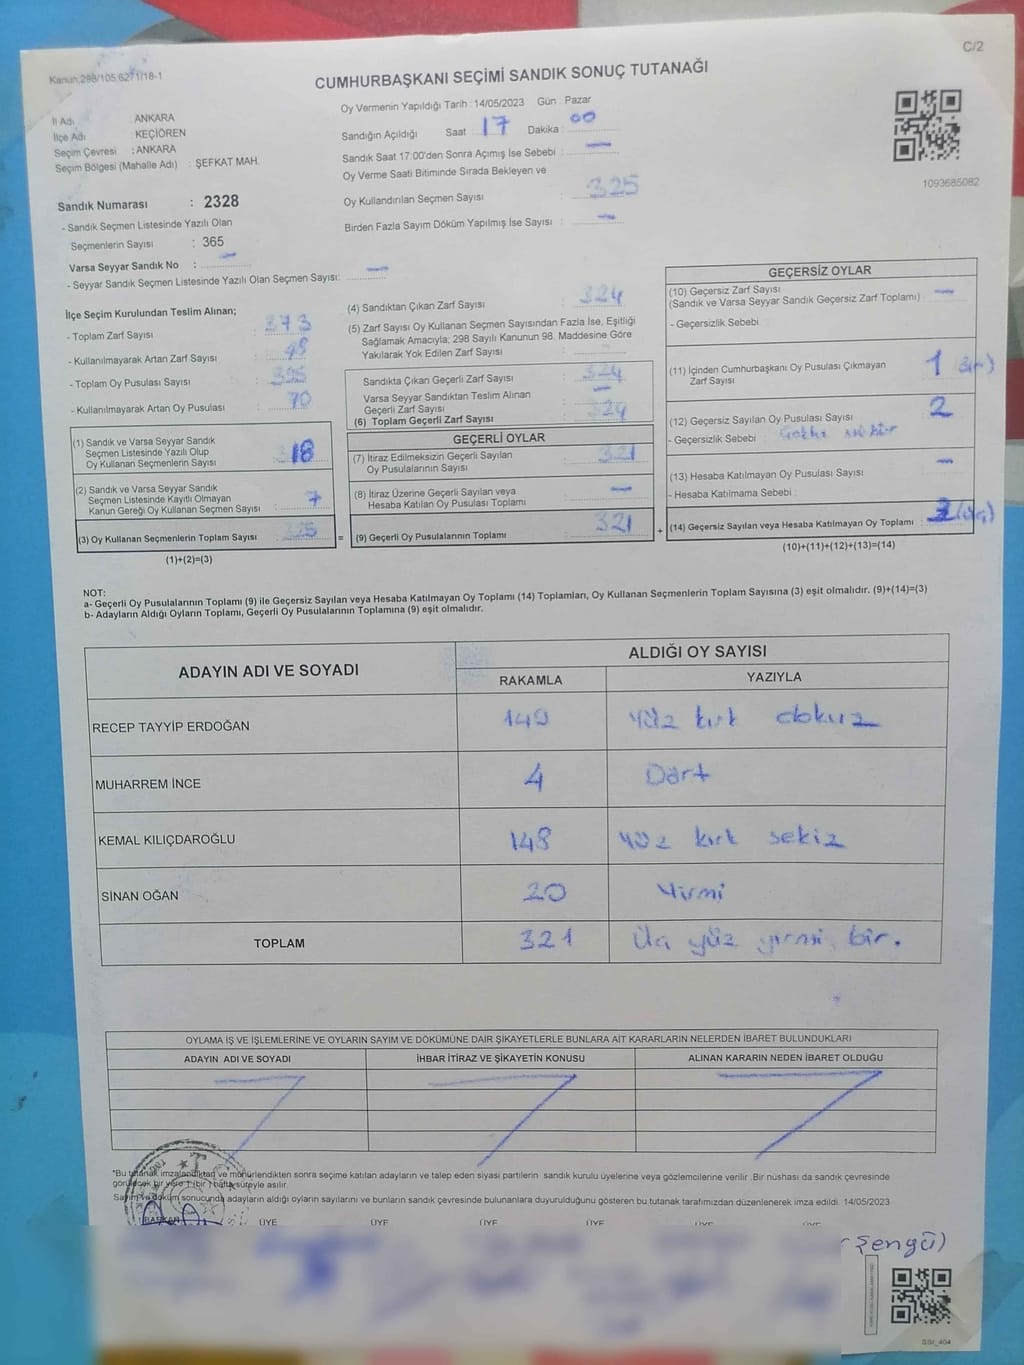 C/2
Kanun.298/105,6271/18-1
CUMHURBAŞKANI SEÇİMİ SANDIK SONUÇ TUTANAĞI
Oy Vermenin Yapıldığı Tarih : 14/05/2023 Gün : Pazar
İl Adı : ANKARA
İlçe Adı : KEÇİÖREN
Seçim Çevresi : ANKARA
Seçim Bölgesi (Mahalle Adı) : ŞEFKAT MAH.
Sandığın Açıldığı Saat 17 Dakika : 00
Sandık Saat 17:00'den Sonra Açımış İse Sebebi : —
Oy Verme Saati Bitiminde Sırada Bekleyen ve
Oy Kullandırılan Seçmen Sayısı : 325
Birden Fazla Sayım Döküm Yapılmış İse Sayısı : —
1093685082
Sandık Numarası : 2328
- Sandık Seçmen Listesinde Yazılı Olan
Seçmenlerin Sayısı : 365
Varsa Seyyar Sandık No : —
- Seyyar Sandık Seçmen Listesinde Yazılı Olan Seçmen Sayısı: —
İlçe Seçim Kurulundan Teslim Alınan;
- Toplam Zarf Sayısı : 373
- Kullanılmayarak Artan Zarf Sayısı : 48
- Toplam Oy Pusulası Sayısı :
- Kullanılmayarak Artan Oy Pusulası : 70
(1) Sandık ve Varsa Seyyar Sandık
Seçmen Listesinde Yazılı Olup
Oy Kullanan Seçmenlerin Sayısı : 318
(2) Sandık ve Varsa Seyyar Sandık
Seçmen Listesinde Kayıtlı Olmayan
Kanun Gereği Oy Kullanan Seçmen Sayısı : 7
(3) Oy Kullanan Seçmenlerin Toplam Sayısı : 325
(1)+(2)=(3)
(4) Sandıktan Çıkan Zarf Sayısı : 324
(5) Zarf Sayısı Oy Kullanan Seçmen Sayısından Fazla İse, Eşitliği
Sağlamak Amacıyla; 298 Sayılı Kanunun 98. Maddesine Göre
Yakılarak Yok Edilen Zarf Sayısı :
Sandıkta Çıkan Geçerli Zarf Sayısı : 324
Varsa Seyyar Sandıktan Teslim Alınan
Geçerli Zarf Sayısı : —
(6) Toplam Geçerli Zarf Sayısı : 324
GEÇERLİ OYLAR
(7) İtiraz Edilmeksizin Geçerli Sayılan
Oy Pusulalarının Sayısı : 321
(8) İtiraz Üzerine Geçerli Sayılan veya
Hesaba Katılan Oy Pusulası Toplamı : —
(9) Geçerli Oy Pusulalarının Toplamı : 321
GEÇERSİZ OYLAR
(10) Geçersiz Zarf Sayısı : —
(Sandık ve Varsa Seyyar Sandık Geçersiz Zarf Toplamı)
- Geçersizlik Sebebi :
(11) İçinden Cumhurbaşkanı Oy Pusulası Çıkmayan
Zarf Sayısı : 1
(12) Geçersiz Sayılan Oy Pusulası Sayısı : 2
- Geçersizlik Sebebi :
(13) Hesaba Katılmayan Oy Pusulası Sayısı : —
- Hesaba Katılmama Sebebi :
(14) Geçersiz Sayılan veya Hesaba Katılmayan Oy Toplamı : 3 (üç)
(10)+(11)+(12)+(13)=(14)
NOT:
a- Geçerli Oy Pusulalarının Toplamı (9) ile Geçersiz Sayılan veya Hesaba Katılmayan Oy Toplamı (14) Toplamları, Oy Kullanan Seçmenlerin Toplam Sayısına (3) eşit olmalıdır. (9)+(14)=(3)
b- Adayların Aldığı Oyların Toplamı, Geçerli Oy Pusulalarının Toplamına (9) eşit olmalıdır.
ADAYIN ADI VE SOYADI
ALDIĞI OY SAYISI
RAKAMLA YAZIYLA
RECEP TAYYİP ERDOĞAN 149 yüz kırk dokuz
MUHARREM İNCE 4 Dört
KEMAL KILIÇDAROĞLU 148 yüz kırk sekiz
SİNAN OĞAN 20 Yirmi
TOPLAM 321 Üç yüz yirmi bir.
OYLAMA İŞ VE İŞLEMLERİNE VE OYLARIN SAYIM VE DÖKÜMÜNE DAİR ŞİKAYETLERLE BUNLARA AİT KARARLARIN NELERDEN İBARET BULUNDUKLARI
ADAYIN ADI VE SOYADI İHBAR İTİRAZ VE ŞİKAYETİN KONUSU ALINAN KARARIN NEDEN İBARET OLDUĞU
*Bu tutanak imzalandıktan ve mühürlendikten sonra seçime katılan adayların ve talep eden siyasi partilerin sandık kurulu üyelerine veya gözlemcilerine verilir. Bir nüshası da sandık çevresinde
görülecek bir yere 1 (bir) hafta süreyle asılır.
Sayım ve döküm sonucunda adayların aldığı oyların sayılarını ve bunların sandık çevresinde bulunanlara duyurulduğunu gösteren bu tutanak tarafımızdan düzenlenerek imza edildi. 14/05/2023
BAŞKAN ÜYE ÜYE ÜYE ÜYE ÜYE ÜYE
Şengü)
SSI_404